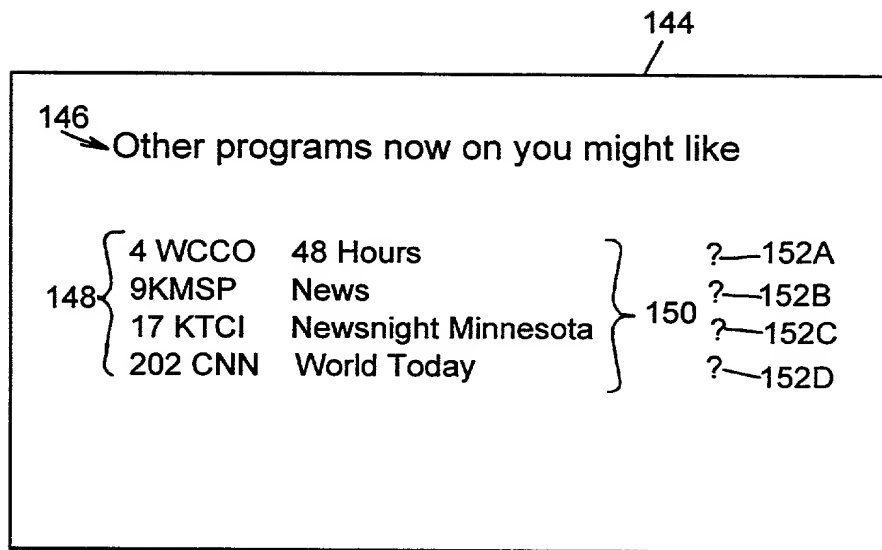 144
146
Other programs now on you might like
148 4 WCCO 48 Hours 150 ?—152A
9KMSP News ?—152B
17 KTCI Newsnight Minnesota ?—152C
202 CNN World Today ?—152D